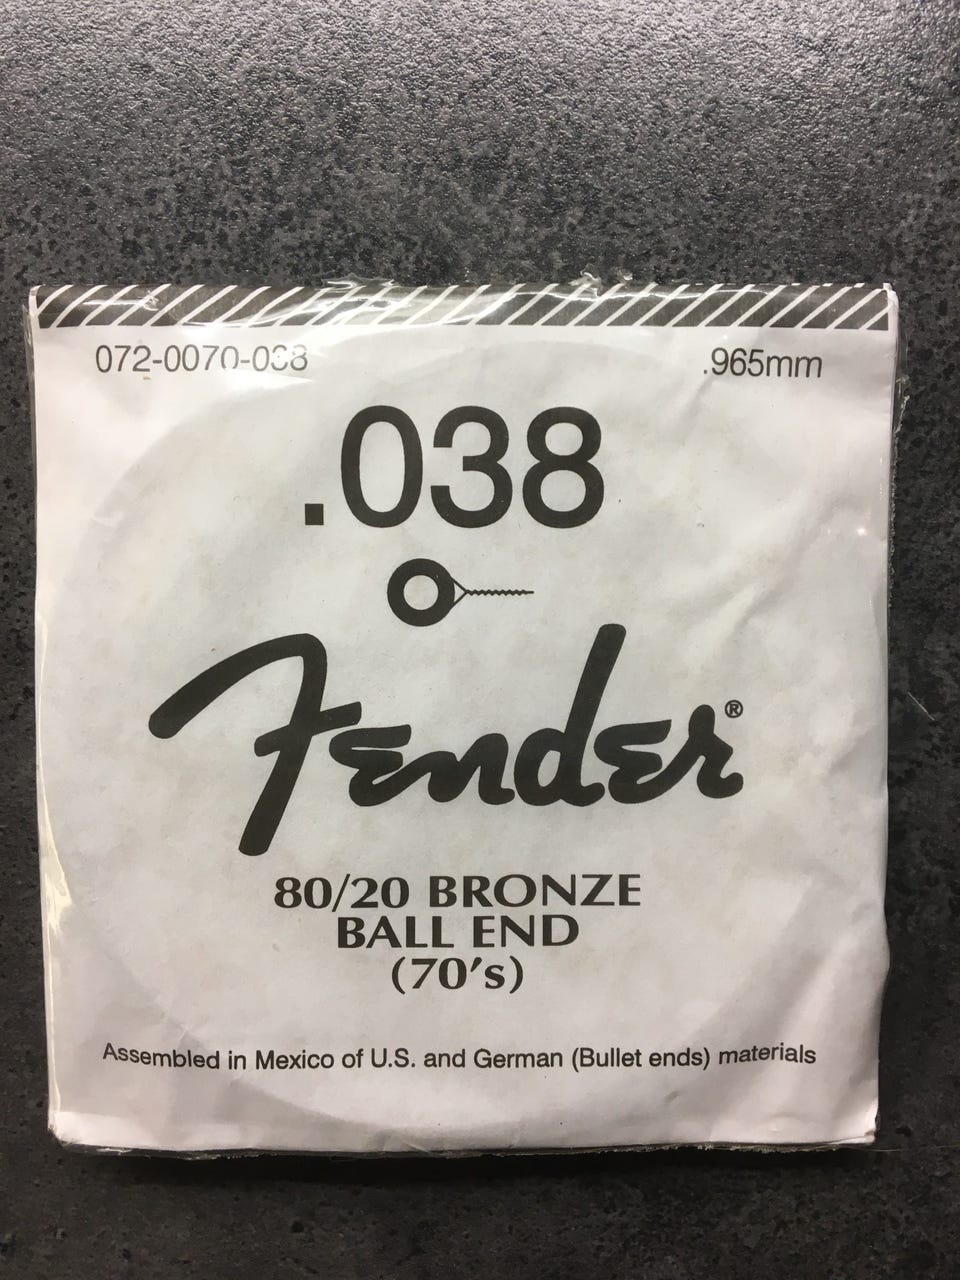 072-0070-038
.965mm
.038
Fender®
80/20 BRONZE
BALL END
(70's)
Assembled in Mexico of U.S. and German (Bullet ends) materials